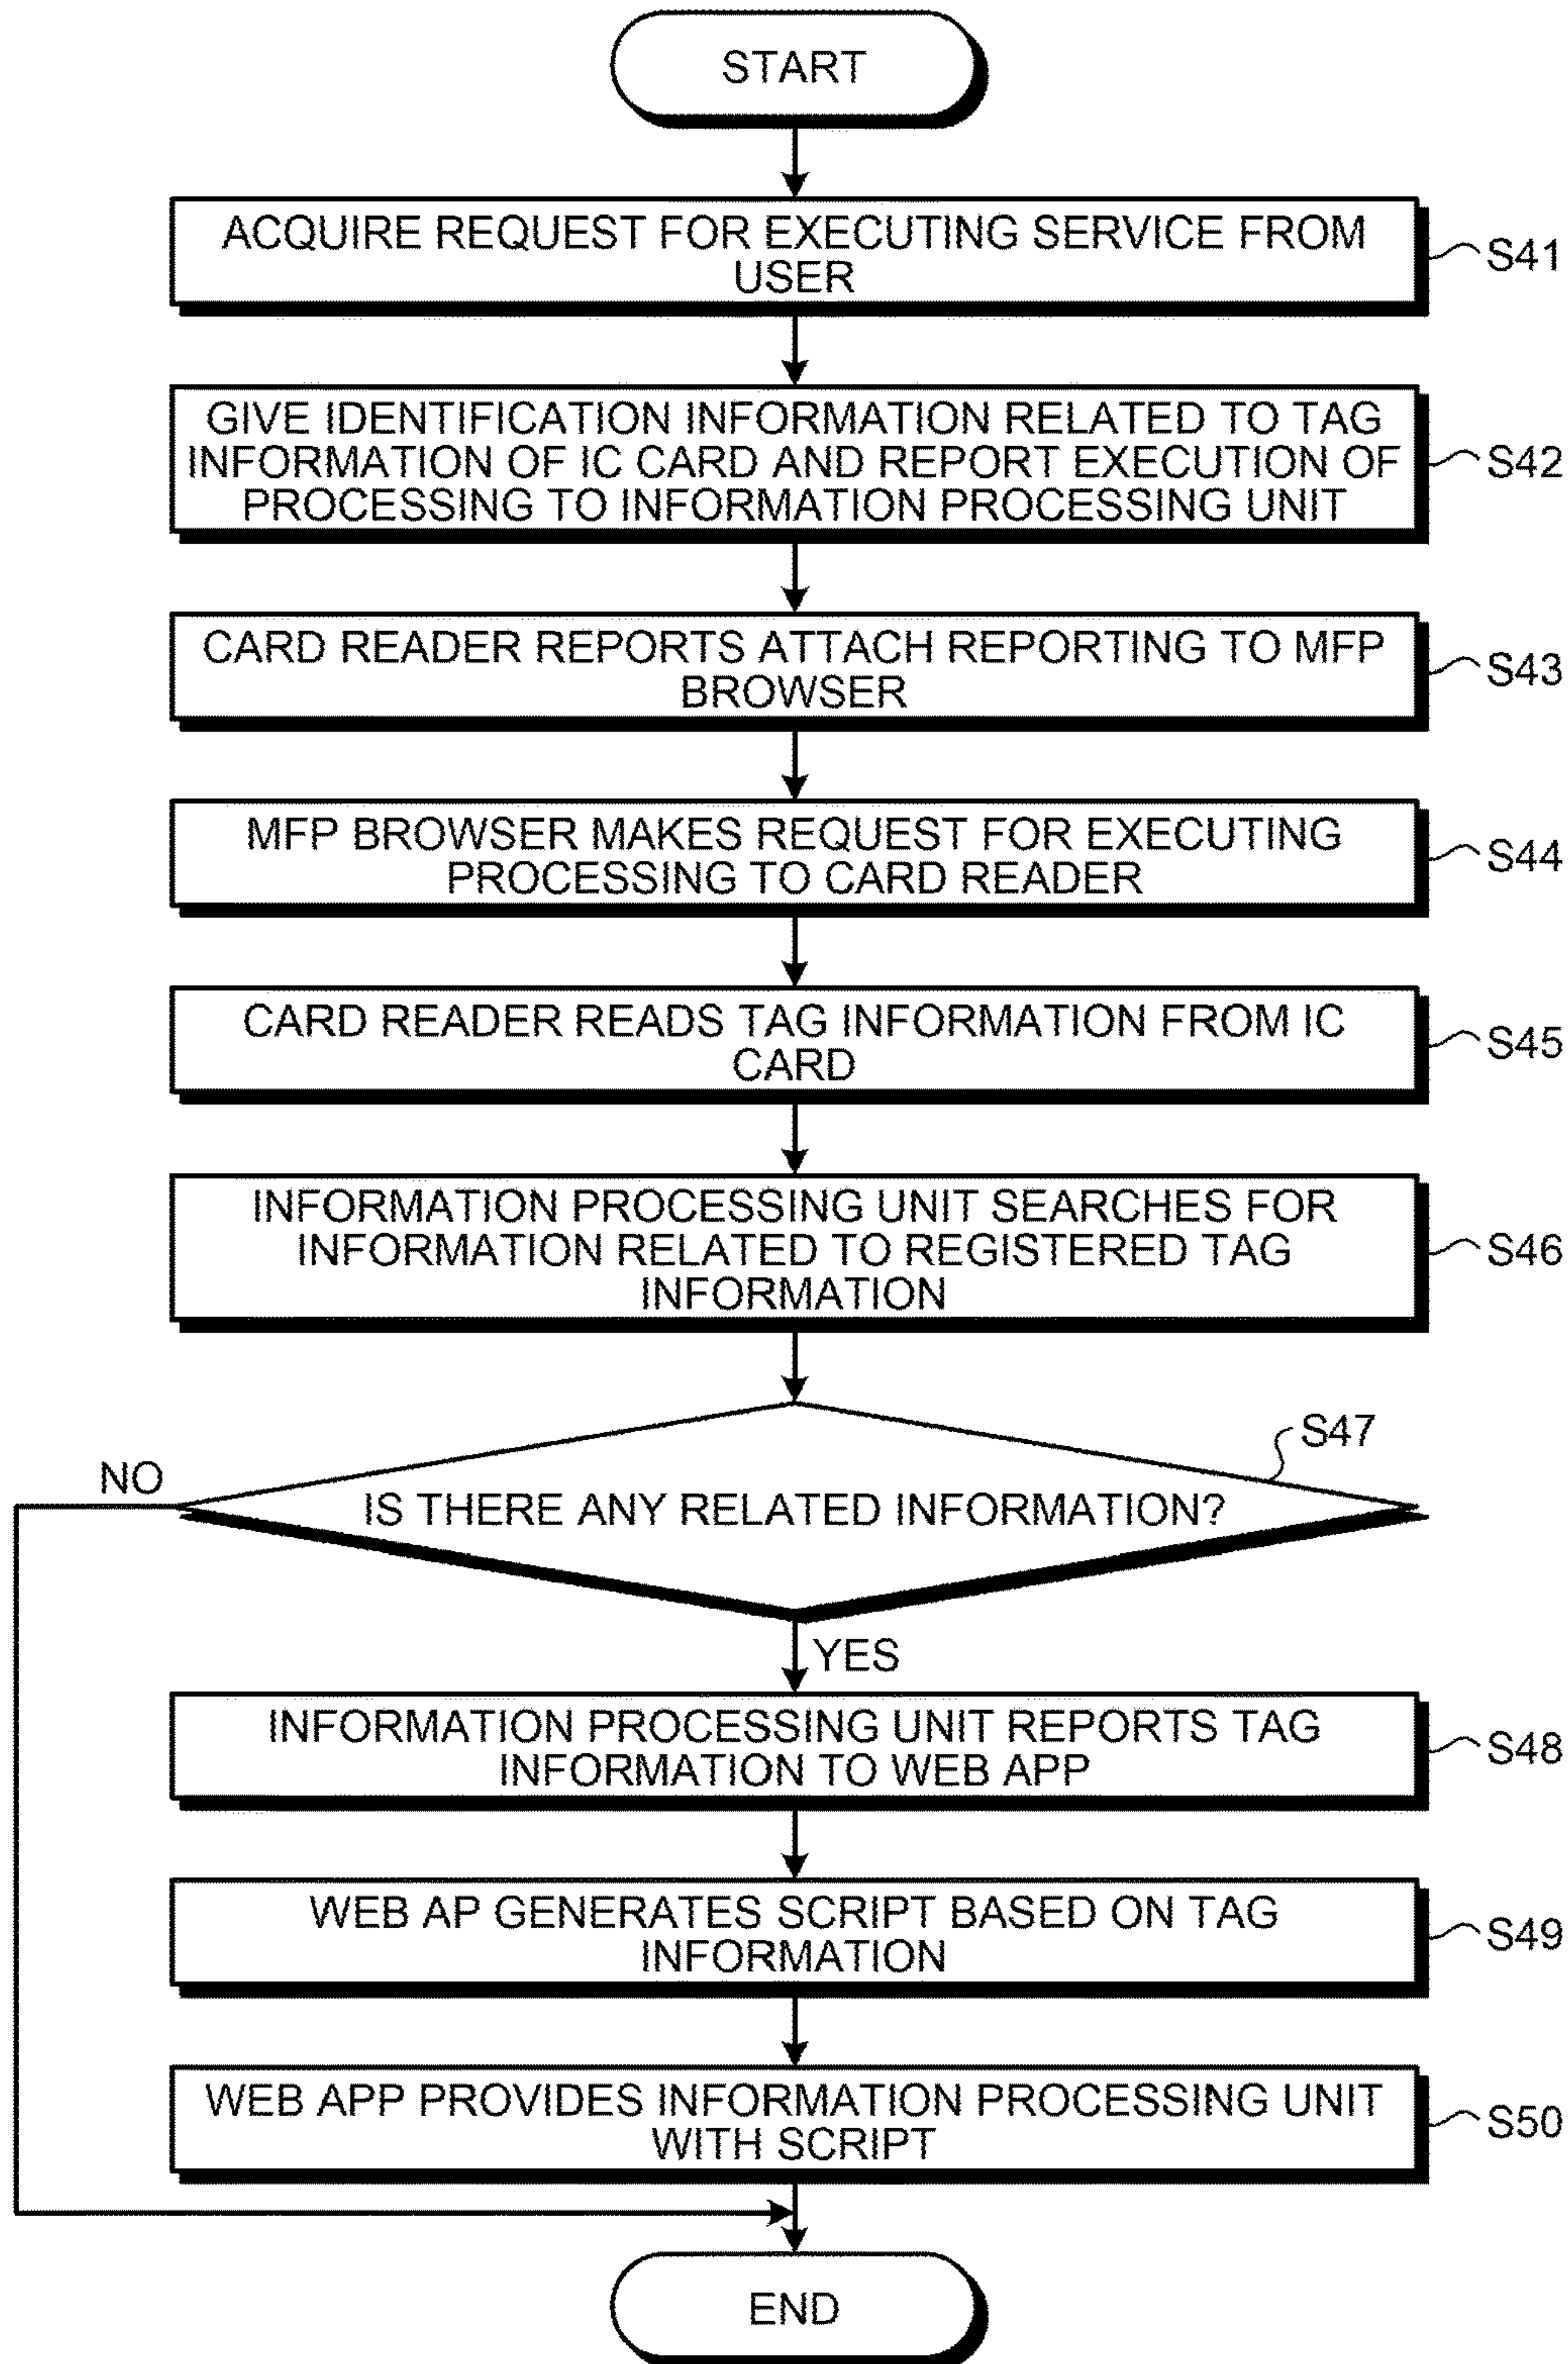 START
ACQUIRE REQUEST FOR EXECUTING SERVICE FROM
USER
S41
GIVE IDENTIFICATION INFORMATION RELATED TO TAG
INFORMATION OF IC CARD AND REPORT EXECUTION OF
PROCESSING TO INFORMATION PROCESSING UNIT
S42
CARD READER REPORTS ATTACH REPORTING TO MFP
BROWSER
S43
MFP BROWSER MAKES REQUEST FOR EXECUTING
PROCESSING TO CARD READER
S44
CARD READER READS TAG INFORMATION FROM IC
CARD
S45
INFORMATION PROCESSING UNIT SEARCHES FOR
INFORMATION RELATED TO REGISTERED TAG
INFORMATION
S46
S47
NO
IS THERE ANY RELATED INFORMATION?
YES
INFORMATION PROCESSING UNIT REPORTS TAG
INFORMATION TO WEB APP
S48
WEB AP GENERATES SCRIPT BASED ON TAG
INFORMATION
S49
WEB APP PROVIDES INFORMATION PROCESSING UNIT
WITH SCRIPT
S50
END